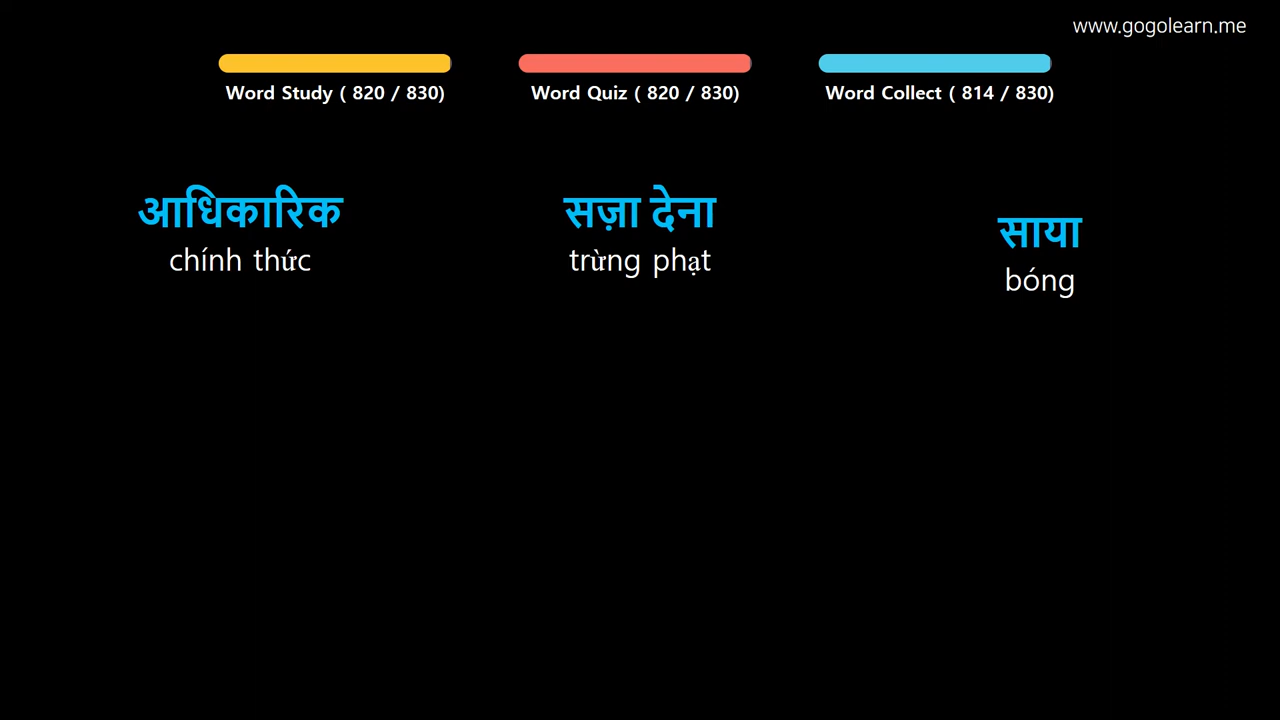 www.gogolearn.me
Word Study ( 820 / 830)
Word Quiz ( 820 / 830)
Word Collect ( 814 / 830)
आधिकारिक
chính thức
सज़ा देना
trừng phạt
साया
bóng